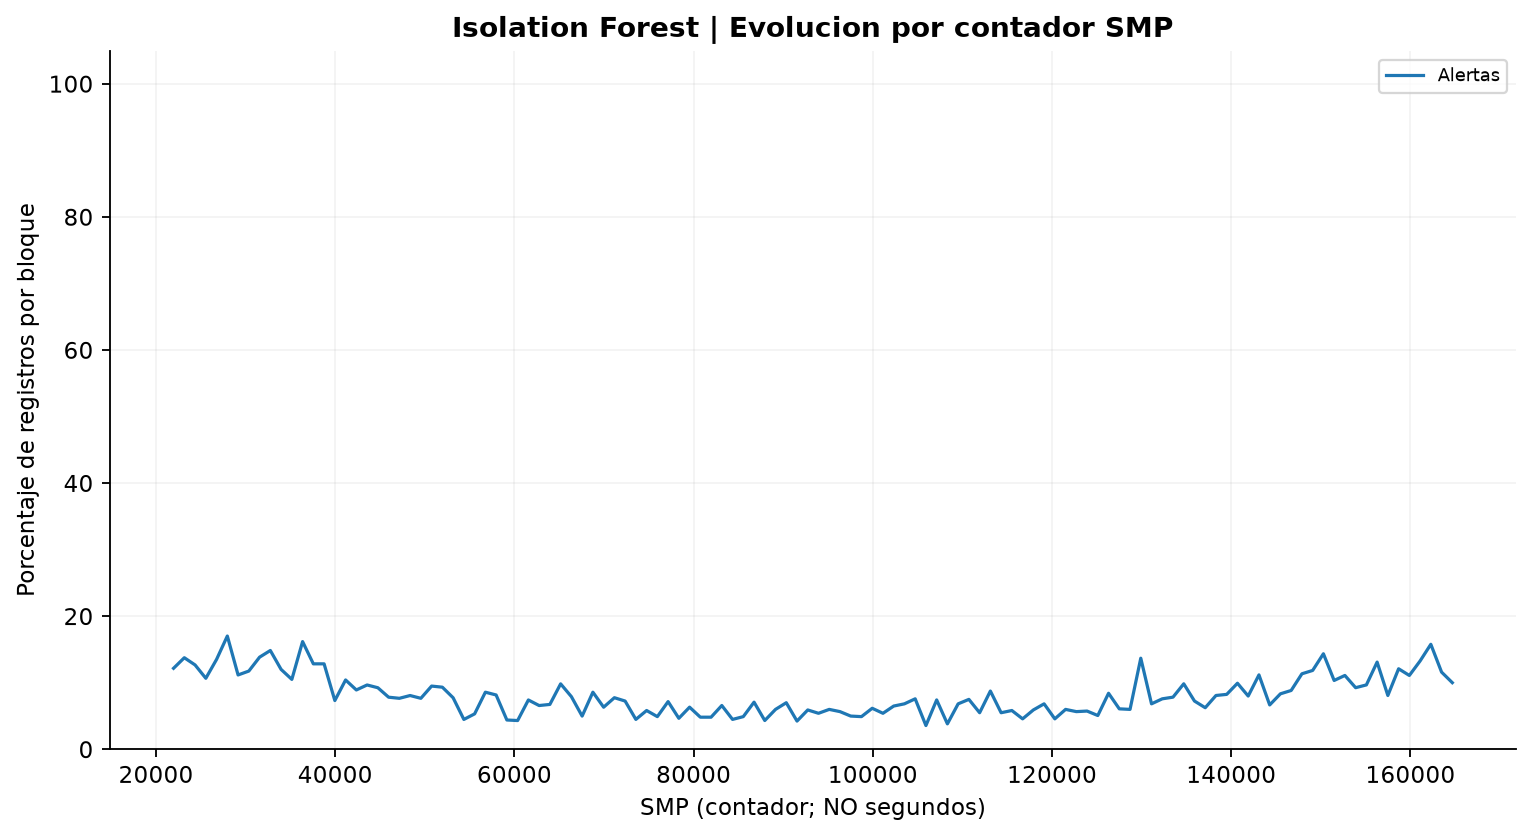 Isolation Forest | Evolucion por contador SMP
Alertas
Porcentaje de registros por bloque
100
80
60
40
20
0
20000 40000 60000 80000 100000 120000 140000 160000
SMP (contador; NO segundos)